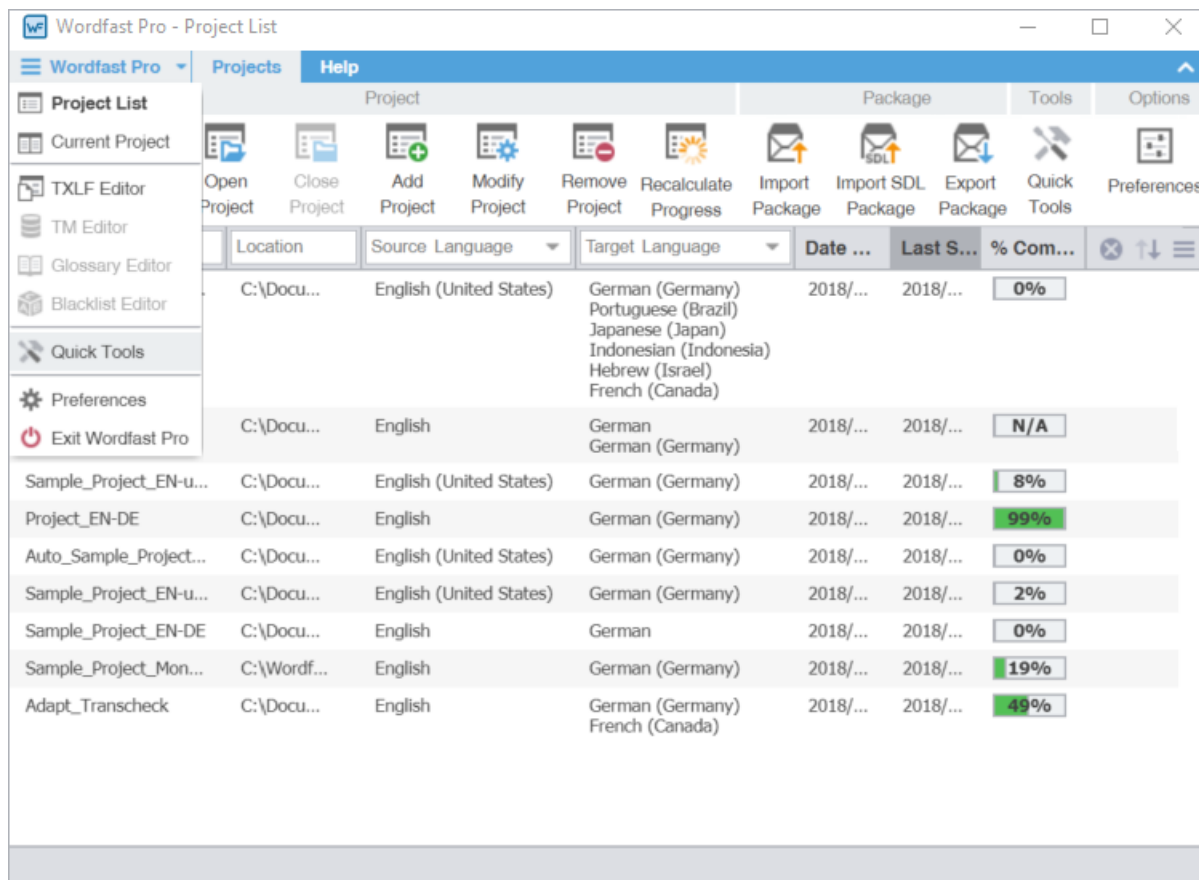 Wordfast Pro - Project List
Wordfast Pro Projects Help
Project Package Tools Options
Project List
Current Project
TXLF Editor
TM Editor
Glossary Editor
Blacklist Editor
Quick Tools
Preferences
Exit Wordfast Pro
Open Project
Close Project
Add Project
Modify Project
Remove Project
Recalculate Progress
Import Package
SDL
Import SDL Package
Export Package
Quick Tools
Preferences
Location Source Language Target Language Date ... Last S... % Com...
C:\Docu... English (United States) German (Germany) 2018/... 2018/... 0%
Portuguese (Brazil)
Japanese (Japan)
Indonesian (Indonesia)
Hebrew (Israel)
French (Canada)
C:\Docu... English German 2018/... 2018/... N/A
German (Germany)
Sample_Project_EN-u... C:\Docu... English (United States) German (Germany) 2018/... 2018/... 8%
Project_EN-DE C:\Docu... English German (Germany) 2018/... 2018/... 99%
Auto_Sample_Project... C:\Docu... English (United States) German (Germany) 2018/... 2018/... 0%
Sample_Project_EN-u... C:\Docu... English (United States) German (Germany) 2018/... 2018/... 2%
Sample_Project_EN-DE C:\Docu... English German 2018/... 2018/... 0%
Sample_Project_Mon... C:\Wordf... English German (Germany) 2018/... 2018/... 19%
Adapt_Transcheck C:\Docu... English German (Germany) 2018/... 2018/... 49%
French (Canada)